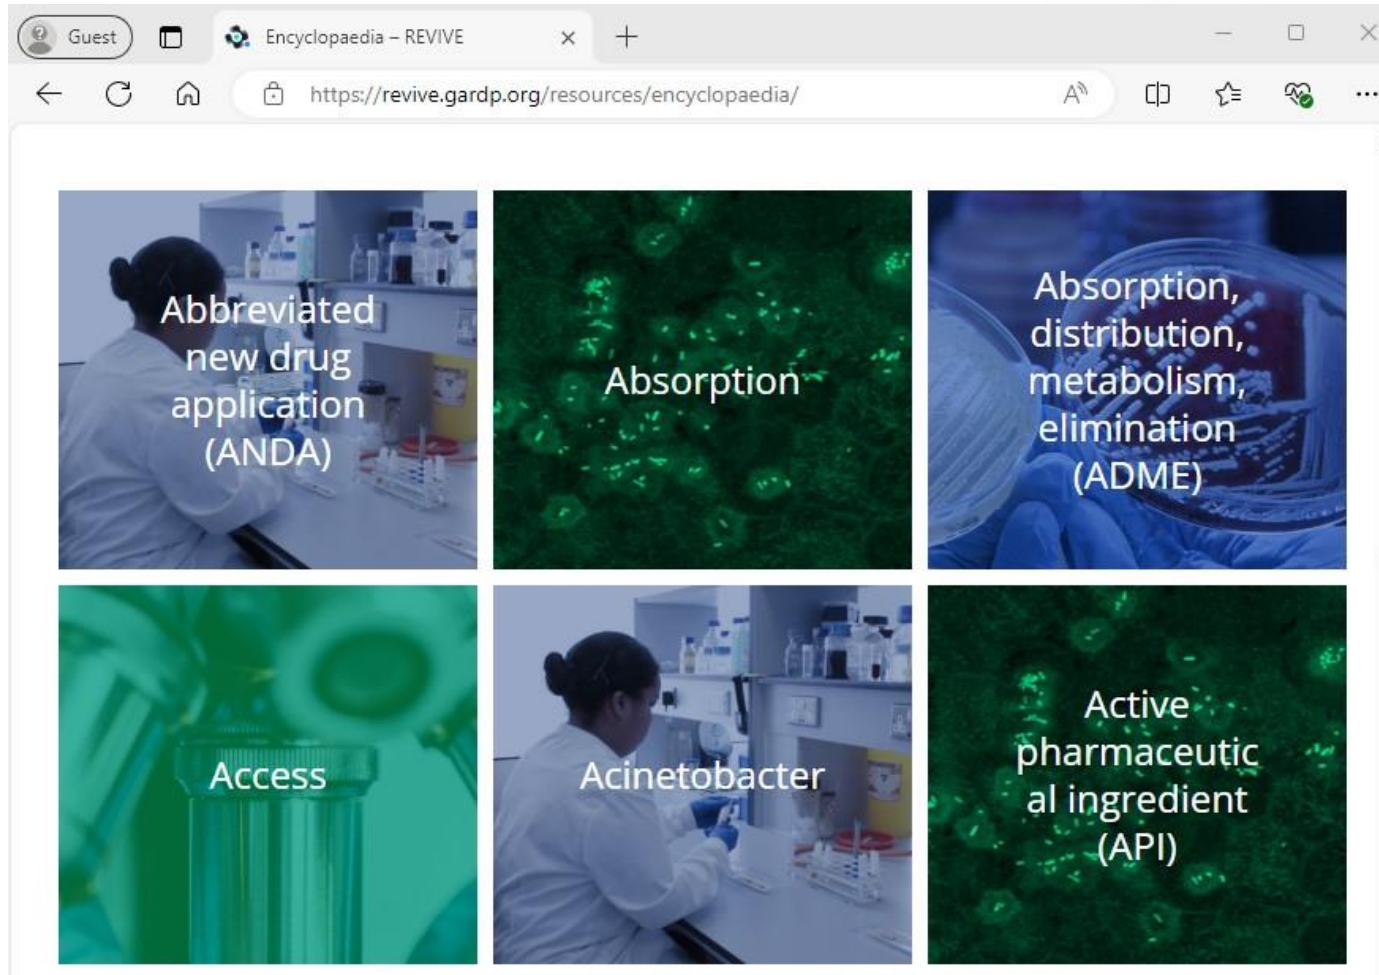 Guest
Encyclopaedia – REVIVE
https://revive.gardp.org/resources/encyclopaedia/
Abbreviated
new drug
application
(ANDA)
Absorption
Absorption,
distribution,
metabolism,
elimination
(ADME)
Access
Acinetobacter
Active
pharmaceutic
al ingredient
(API)